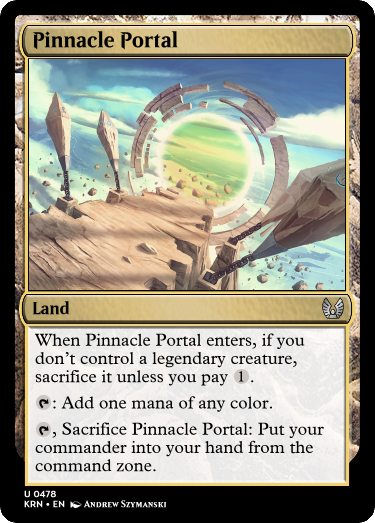 Pinnacle Portal
Land
When Pinnacle Portal enters, if you
don't control a legendary creature,
sacrifice it unless you pay 1.
: Add one mana of any color.
, Sacrifice Pinnacle Portal: Put your
commander into your hand from the
command zone.
U 0478
KRN • EN Andrew Szymanski